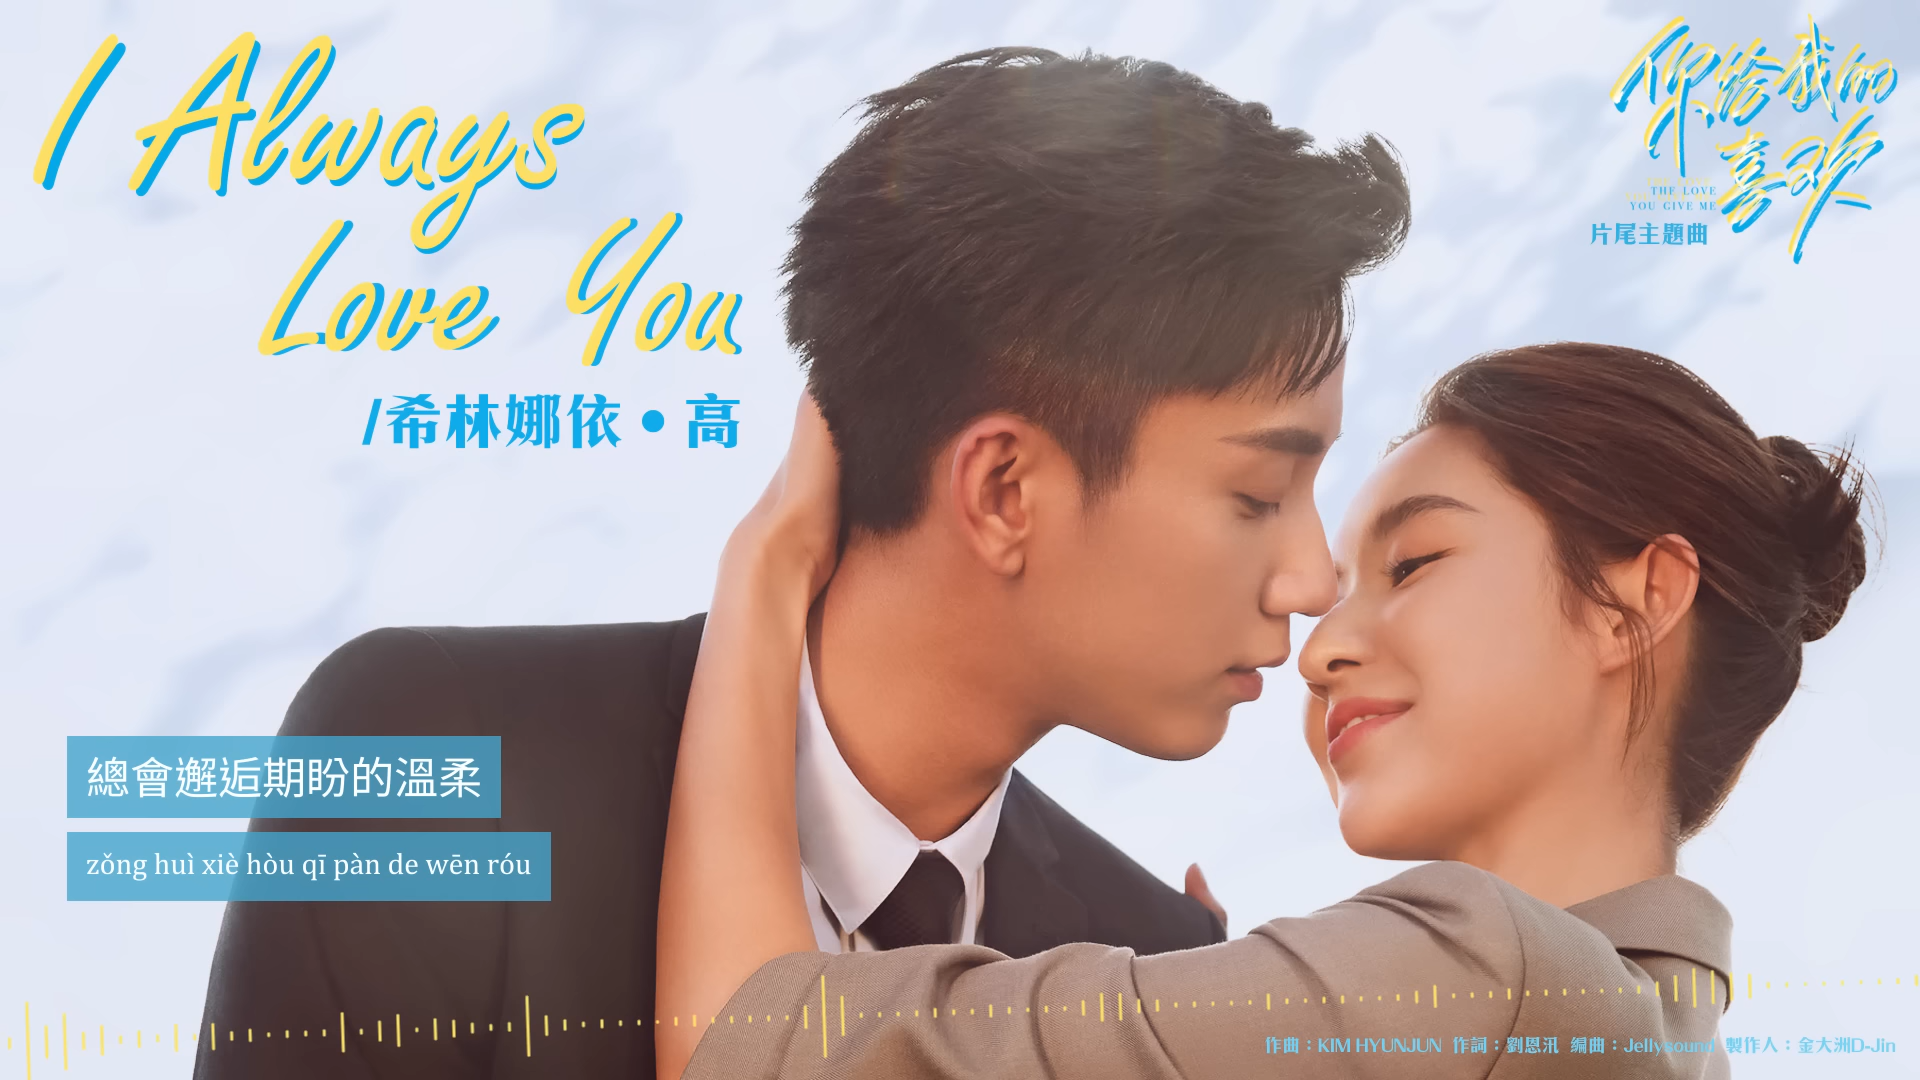 I Always
Love You
/希林娜依•高
你给我的
喜欢
THE LOVE
YOU GIVE ME
片尾主題曲
總會邂逅期盼的溫柔
zǒng huì xiè hòu qī pàn de wēn róu
作曲：KIM HYUNJUN 作詞：劉恩汛 編曲：Jellysound 製作人：金大洲D-Jin